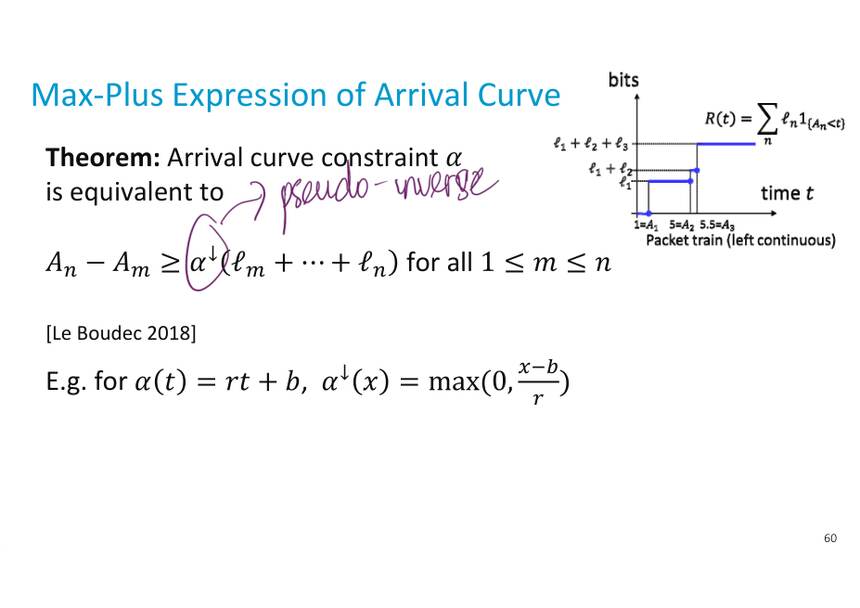 Max-Plus Expression of Arrival Curve
Theorem: Arrival curve constraint α
is equivalent to
pseudo-inverse
Aₙ − Aₘ ≥ α↓(ℓₘ + ⋯ + ℓₙ) for all 1 ≤ m ≤ n
[Le Boudec 2018]
E.g. for α(t) = rt + b, α↓(x) = max(0, (x−b)/r)
bits
R(t) = ∑ₙ ℓₙ1_{Aₙ<t}
ℓ₁ + ℓ₂ + ℓ₃
ℓ₁ + ℓ₂
ℓ₁
time t
1=A₁ 5=A₂ 5.5=A₃
Packet train (left continuous)
60